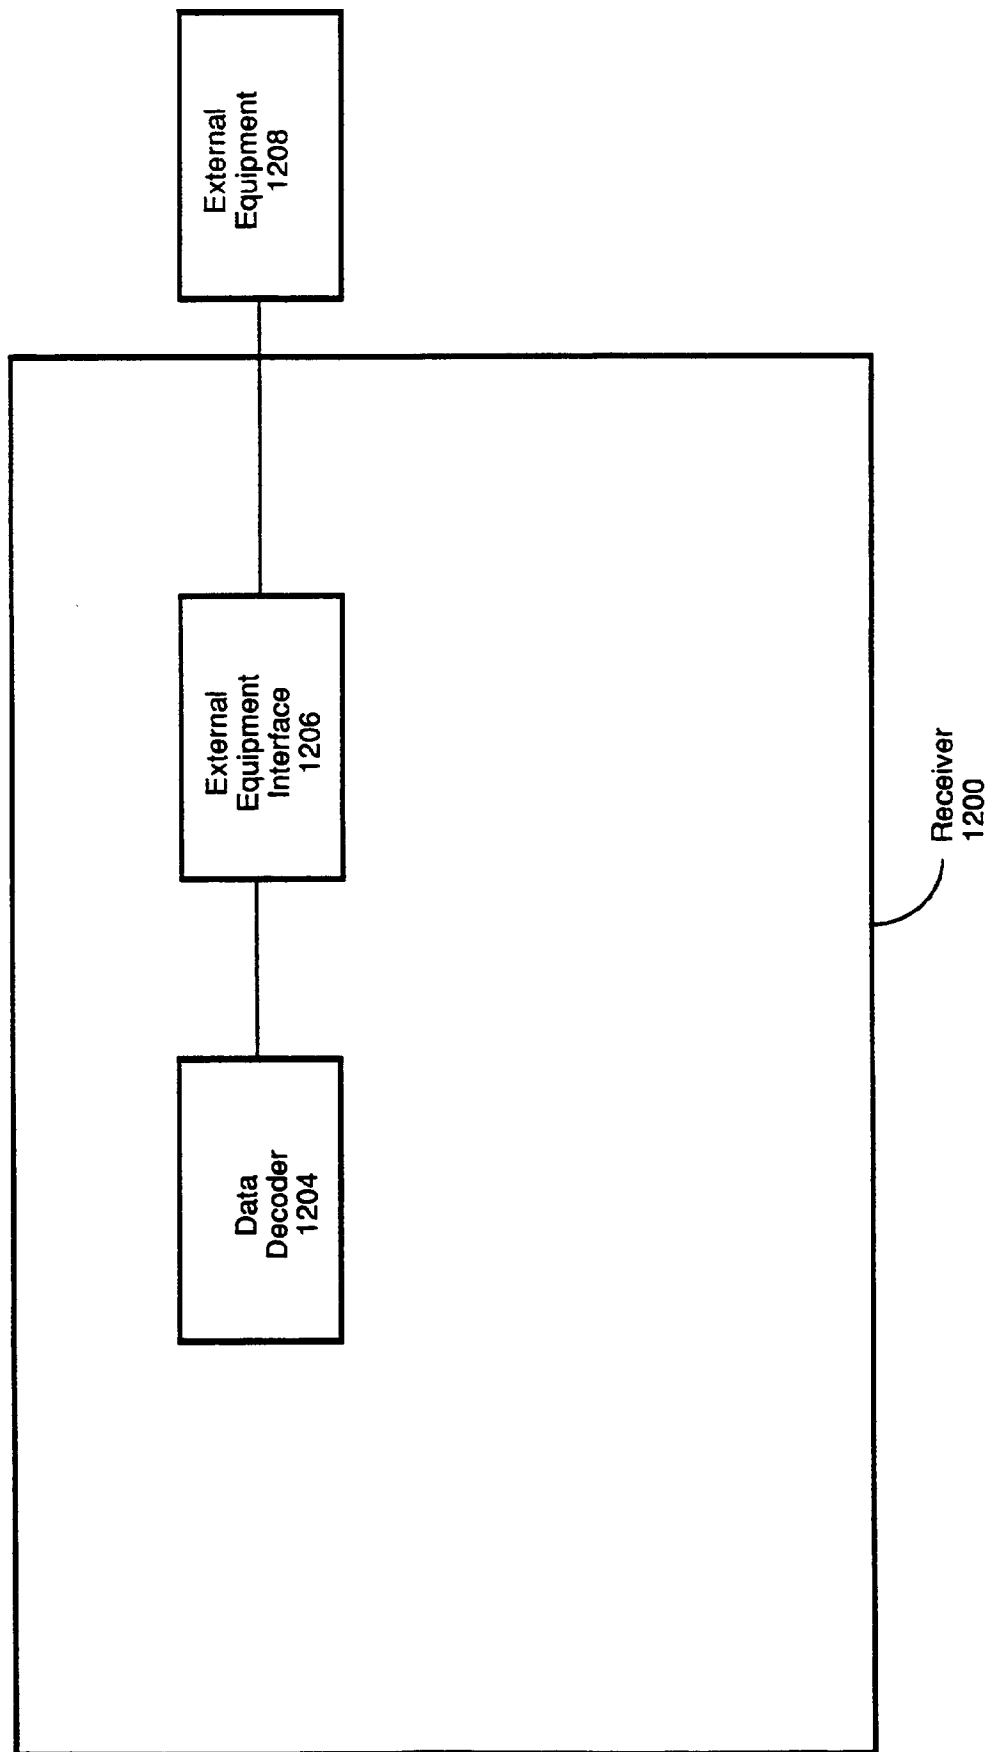 Data
Decoder
1204
External
Equipment
Interface
1206
External
Equipment
1208
Receiver
1200